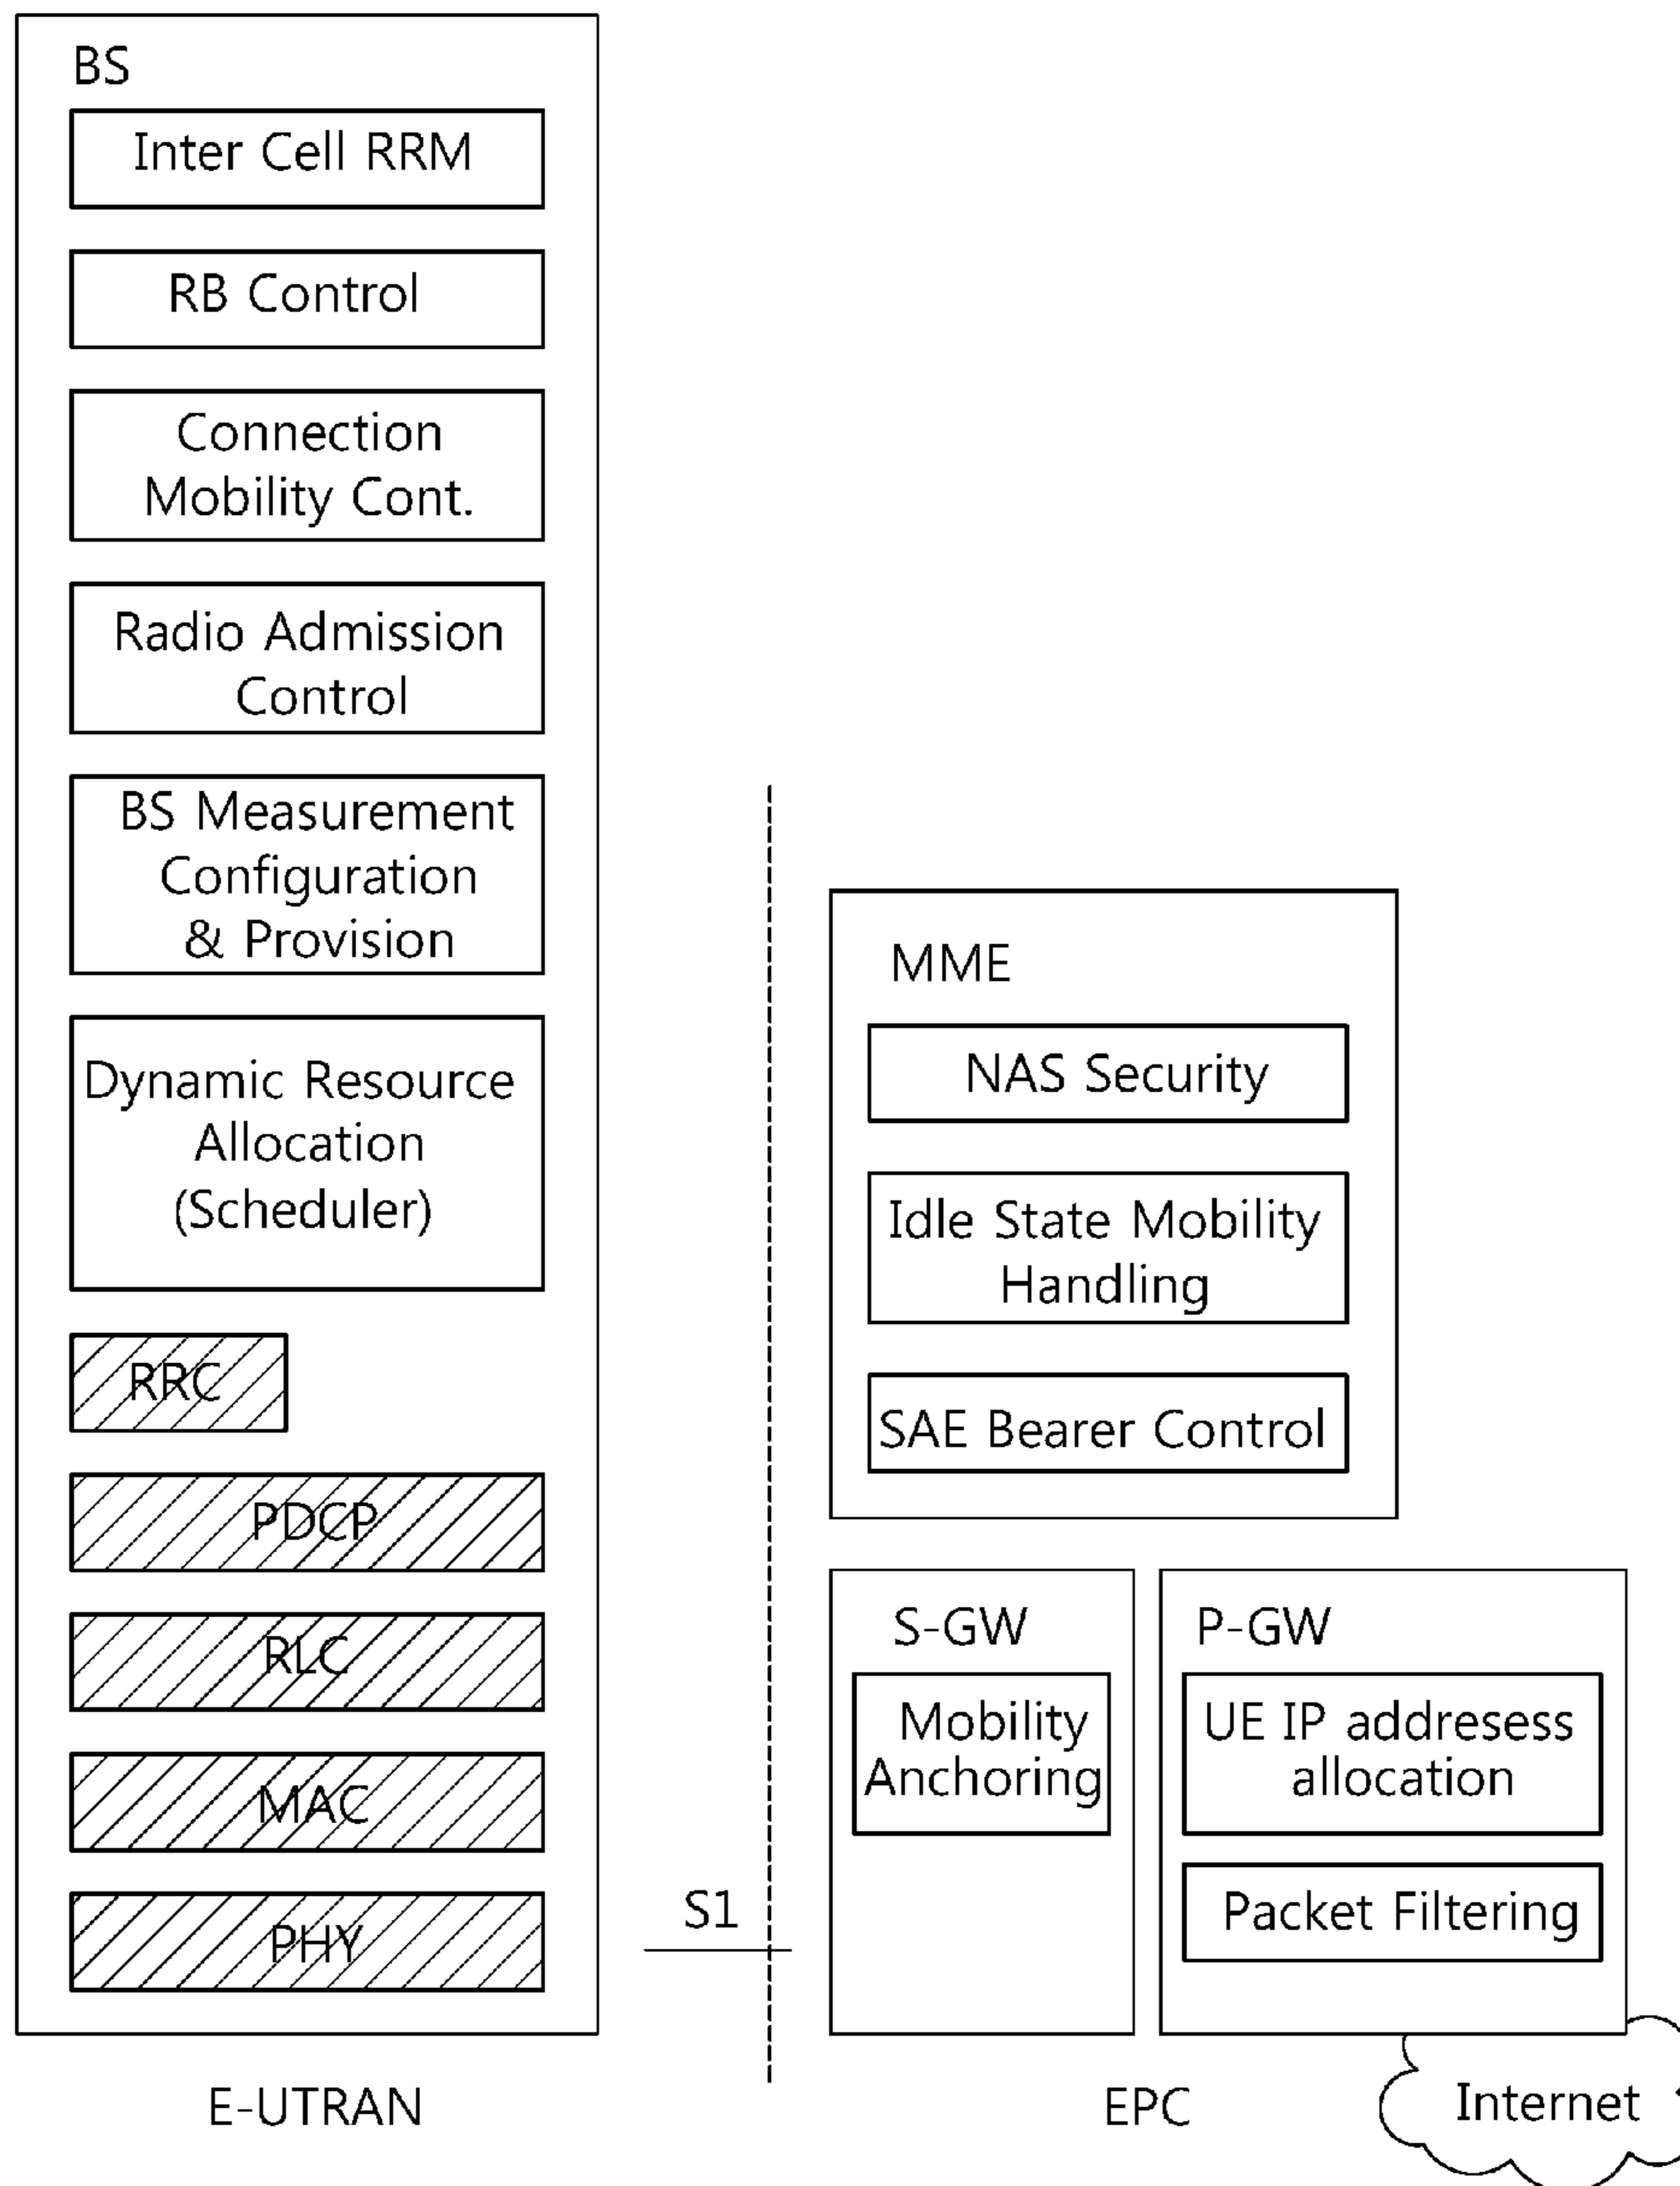 BS
Inter Cell RRM
RB Control
Connection
Mobility Cont.
Radio Admission
Control
BS Measurement
Configuration
& Provision
Dynamic Resource
Allocation
(Scheduler)
RRC
PDCP
RLC
MAC
PHY
E-UTRAN
S1
MME
NAS Security
Idle State Mobility
Handling
SAE Bearer Control
S-GW
Mobility
Anchoring
P-GW
UE IP addresess
allocation
Packet Filtering
EPC
Internet